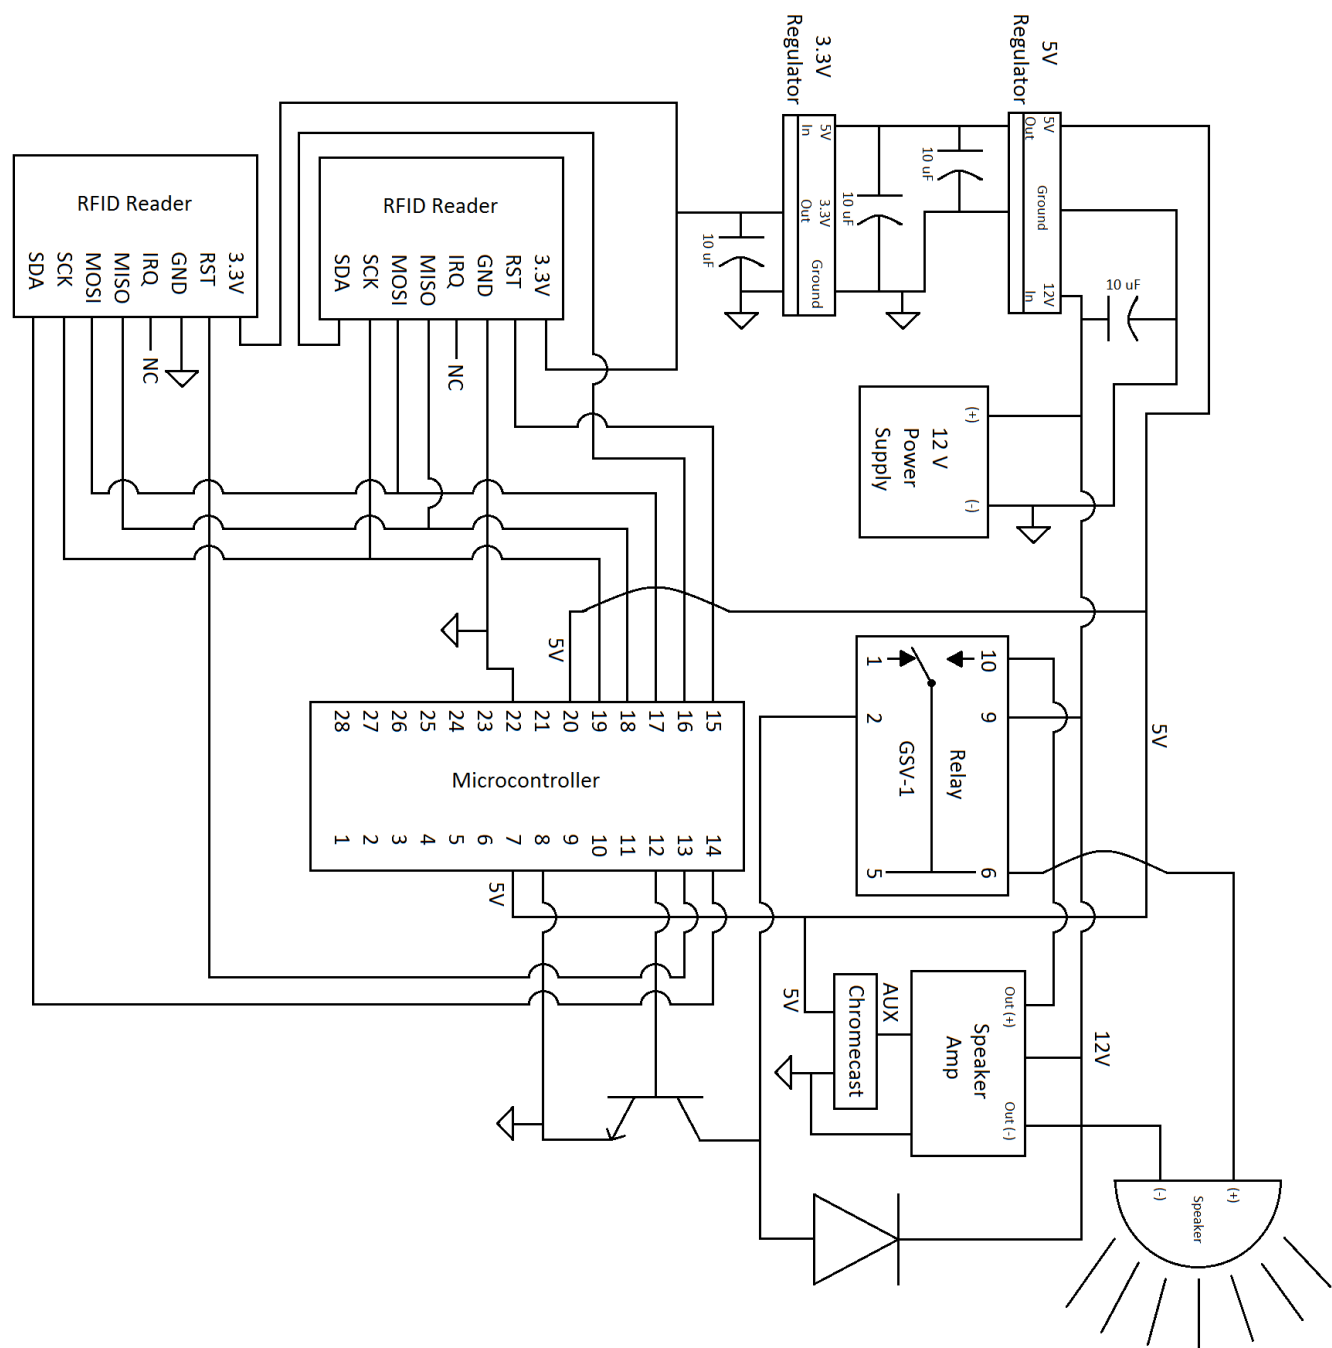 5V
Regulator
3.3V
Regulator
5V
Out
Ground
12V
In
5V
In
3.3V
Out
Ground
10 uF
10 uF
10 uF
10 uF
RFID Reader
SDA
SCK
MOSI
MISO
IRQ
GND
RST
3.3V
NC
RFID Reader
SDA
SCK
MOSI
MISO
IRQ
GND
RST
3.3V
NC
12 V
Power
Supply
(+)
(-)
5V
28 27 26 25 24 23 22 21 20 19 18 17 16 15
Microcontroller
1 2 3 4 5 6 7 8 9 10 11 12 13 14
5V
1 10
2 9
Relay
GSV-1
5 6
5V
5V
Chromecast
AUX
Speaker
Amp
Out (+)
Out (-)
12V
(-)
(+)
Speaker